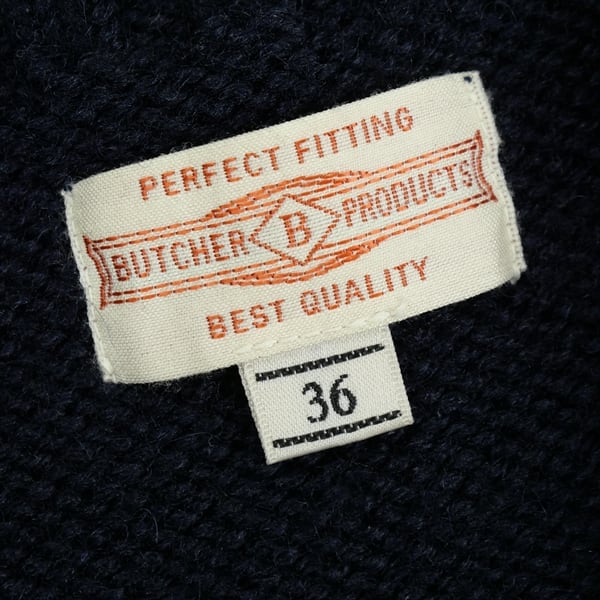 PERFECT FITTING
BUTCHER B PRODUCTS
BEST QUALITY
36